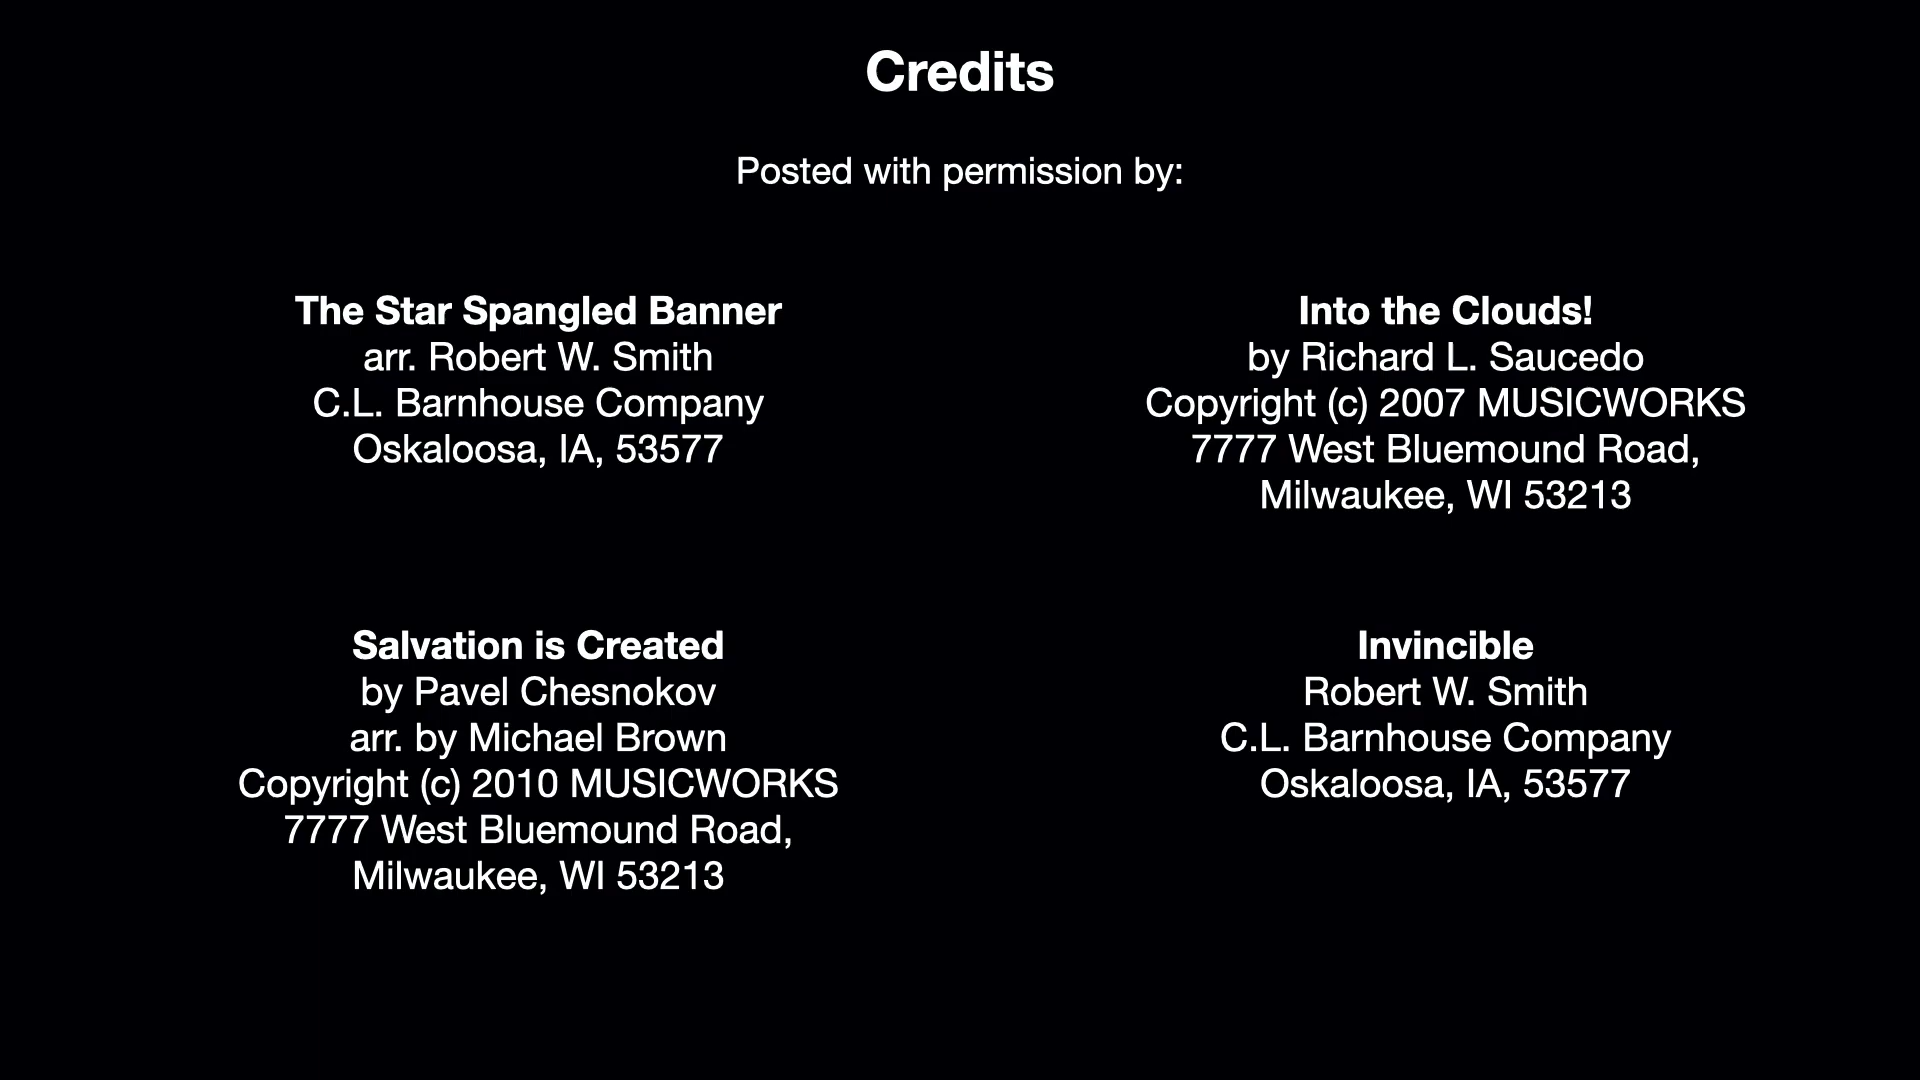 Credits
Posted with permission by:
The Star Spangled Banner
arr. Robert W. Smith
C.L. Barnhouse Company
Oskaloosa, IA, 53577
Into the Clouds!
by Richard L. Saucedo
Copyright (c) 2007 MUSICWORKS
7777 West Bluemound Road,
Milwaukee, WI 53213
Salvation is Created
by Pavel Chesnokov
arr. by Michael Brown
Copyright (c) 2010 MUSICWORKS
7777 West Bluemound Road,
Milwaukee, WI 53213
Invincible
Robert W. Smith
C.L. Barnhouse Company
Oskaloosa, IA, 53577